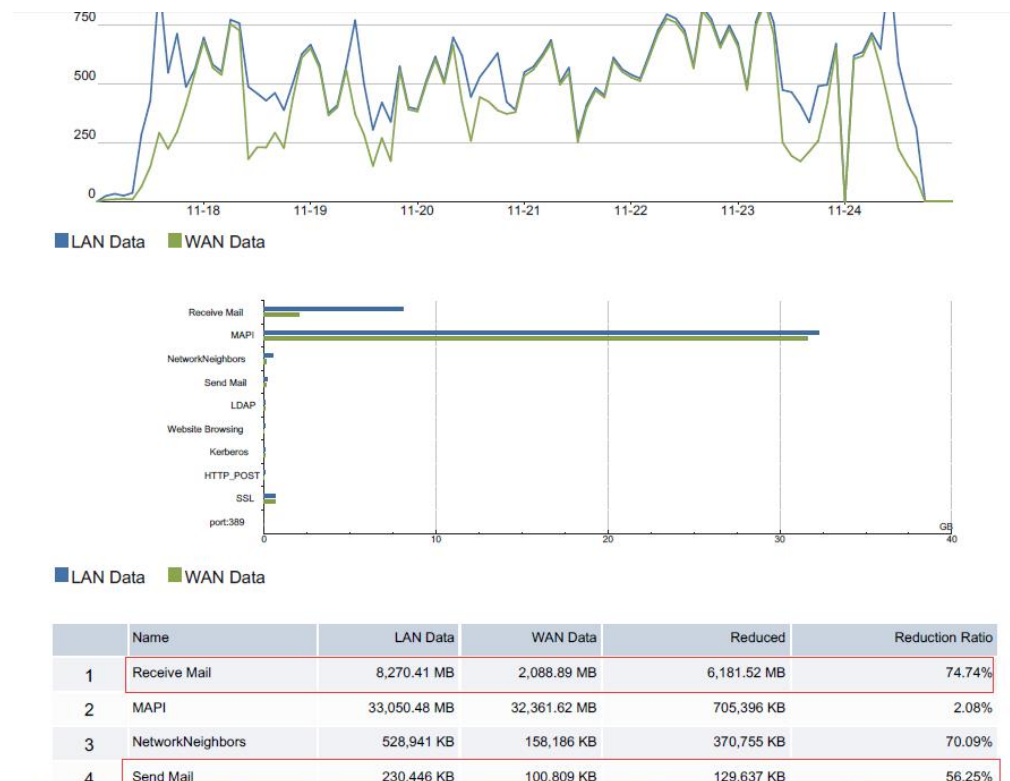 750
500
250
0
11-18 11-19 11-20 11-21 11-22 11-23 11-24
LAN Data WAN Data
Receive Mail
MAPI
NetworkNeighbors
Send Mail
LDAP
Website Browsing
Kerberos
HTTP_POST
SSL
port:389
GB
0 10 20 30 40
LAN Data WAN Data
Name LAN Data WAN Data Reduced Reduction Ratio
1 Receive Mail 8,270.41 MB 2,088.89 MB 6,181.52 MB 74.74%
2 MAPI 33,050.48 MB 32,361.62 MB 705,396 KB 2.08%
3 NetworkNeighbors 528,941 KB 158,186 KB 370,755 KB 70.09%
4 Send Mail 230,446 KB 100,809 KB 129,637 KB 56.25%